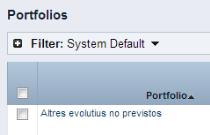 Portfolios
Filter: System Default
Portfolio
Altres evolutius no previstos